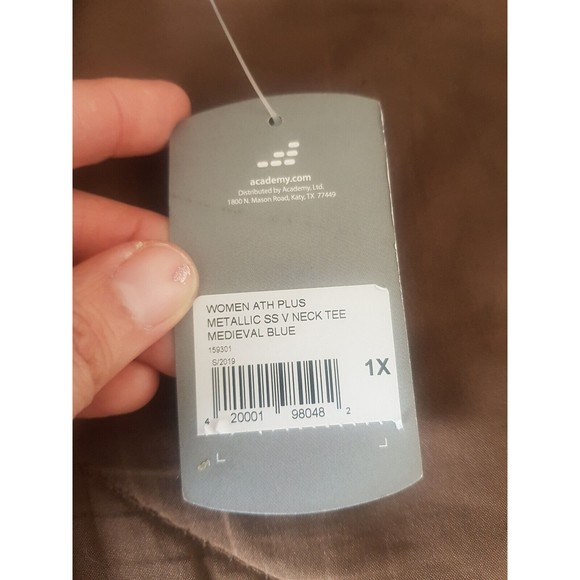 academy.com
Distributed by Academy, Ltd.
1800 N. Mason Road, Katy, TX 77449
WOMEN ATH PLUS
METALLIC SS V NECK TEE
MEDIEVAL BLUE
159301
S/2019
1X
4 20001 98048 2